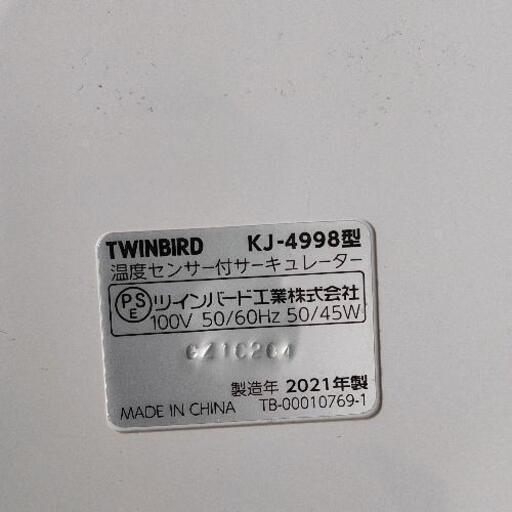 TWINBIRD KJ-4998型
温度センサー付サーキュレーター
PSE ツインバード工業株式会社
100V 50/60Hz 50/45W
製造年 2021年製
MADE IN CHINA TB-00010769-1